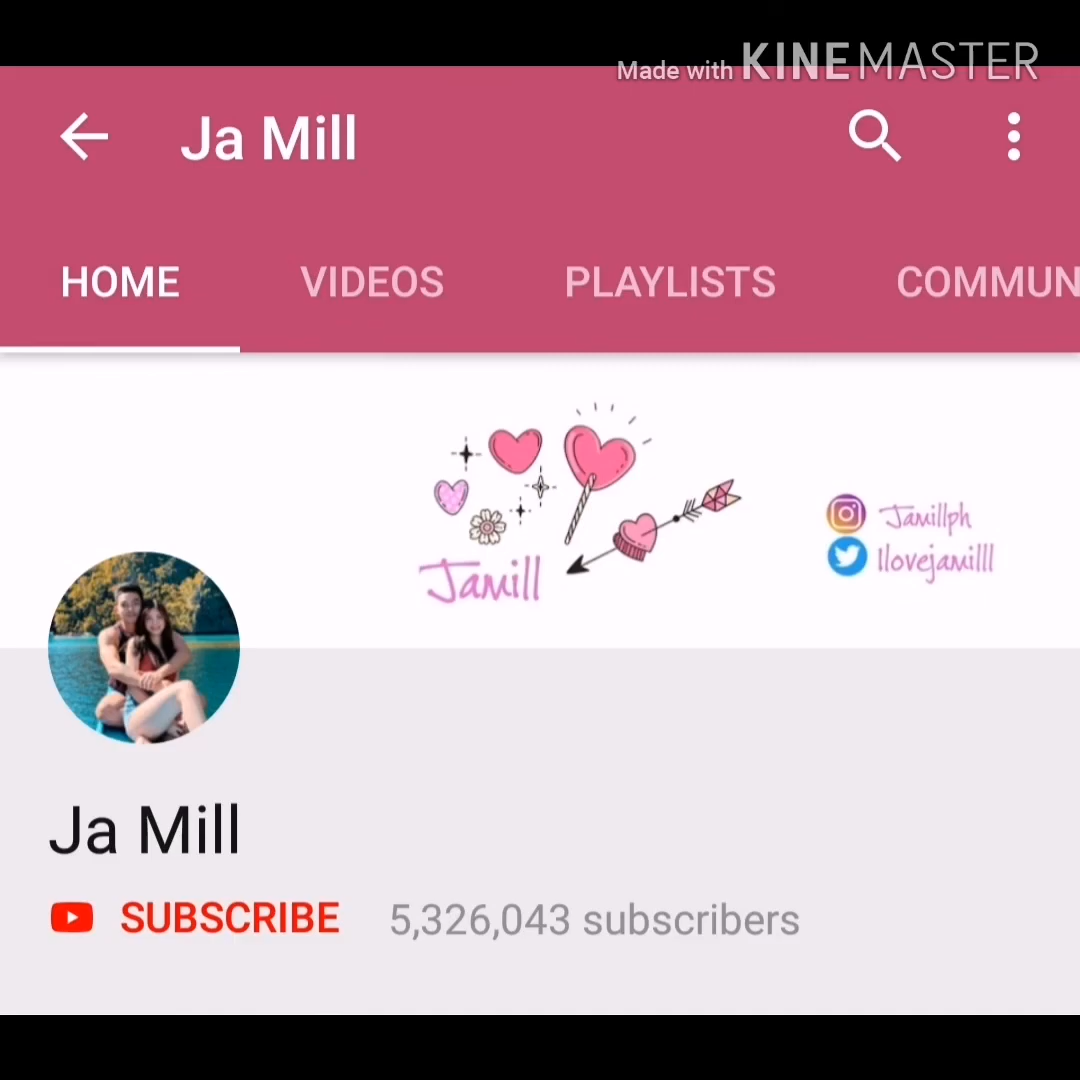 Made with KINEMASTER
Ja Mill
HOME VIDEOS PLAYLISTS COMMUN
Jamill
Jamillph
Ilovejamilll
Ja Mill
SUBSCRIBE 5,326,043 subscribers